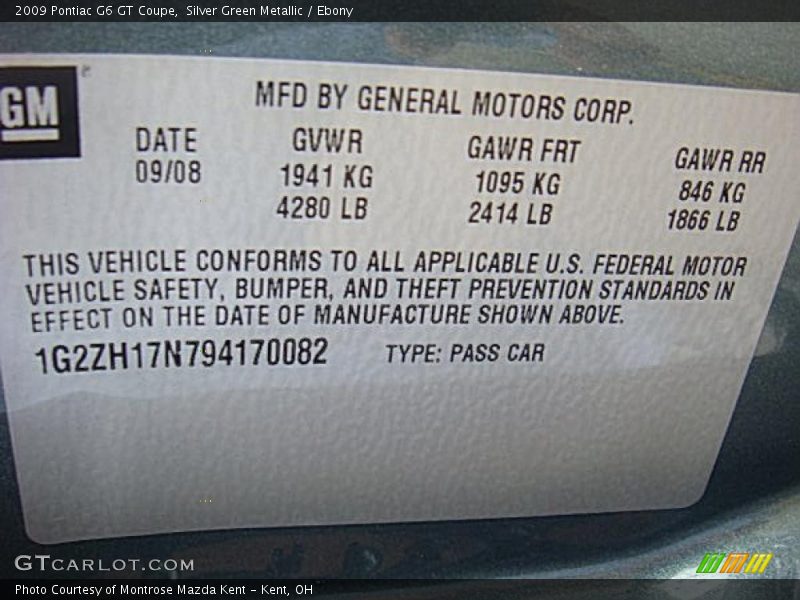 2009 Pontiac G6 GT Coupe,  Silver Green Metallic / Ebony
GM
MFD BY GENERAL MOTORS CORP.
DATE GVWR GAWR FRT GAWR RR
09/08 1941 KG 1095 KG 846 KG
4280 LB 2414 LB 1866 LB
THIS VEHICLE CONFORMS TO ALL APPLICABLE U.S. FEDERAL MOTOR
VEHICLE SAFETY, BUMPER, AND THEFT PREVENTION STANDARDS IN
EFFECT ON THE DATE OF MANUFACTURE SHOWN ABOVE.
1G2ZH17N794170082 TYPE: PASS CAR
GTCARLOT.COM
Photo Courtesy of Montrose Mazda Kent - Kent, OH